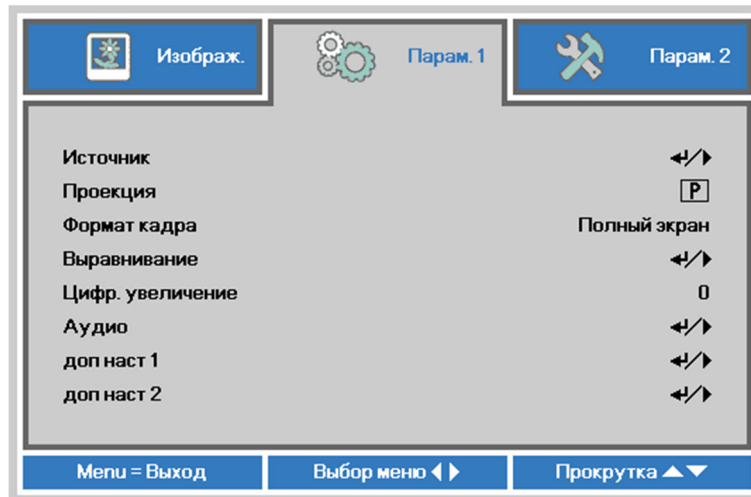 Изображ. Парам. 1 Парам. 2
Источник
Проекция P
Формат кадра Полный экран
Выравнивание
Цифр. увеличение 0
Аудио
доп наст 1
доп наст 2
Menu = Выход Выбор меню Прокрутка